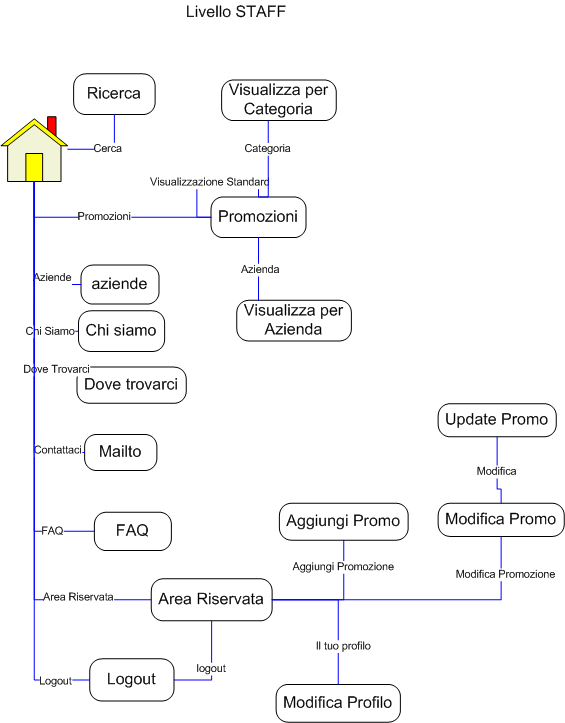 Livello STAFF
Ricerca
Visualizza per
Categoria
Cerca
Categoria
Visualizzazione Standard
Promozioni
Promozioni
Azienda
Aziende
aziende
Visualizza per
Azienda
Chi Siamo
Chi siamo
Dove Trovarci
Dove trovarci
Update Promo
Contattaci
Mailto
Modifica
FAQ
FAQ
Aggiungi Promo
Modifica Promo
Aggiungi Promozione
Modifica Promozione
Area Riservata
Area Riservata
Il tuo profilo
logout
Logout
Logout
Modifica Profilo